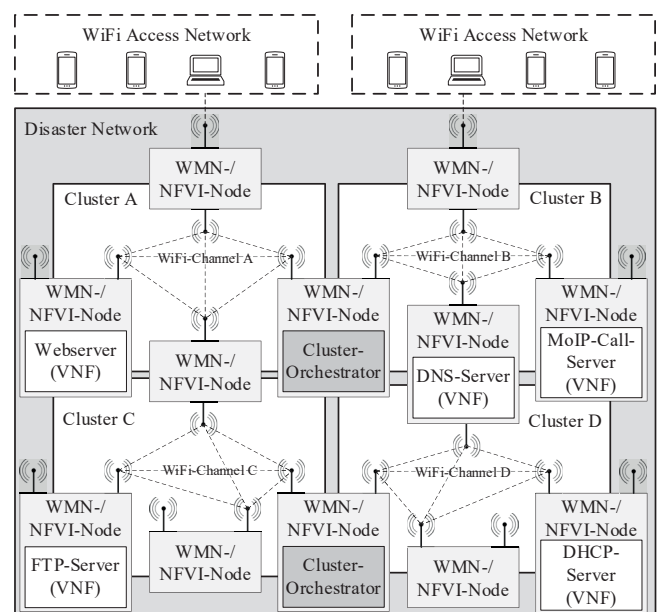 WiFi Access Network
WiFi Access Network
Disaster Network
WMN-/
NFVI-Node
WMN-/
NFVI-Node
Cluster A
Cluster B
WiFi-Channel A
WiFi-Channel B
WMN-/
NFVI-Node
Webserver
(VNF)
WMN-/
NFVI-Node
Cluster-
Orchestrator
WMN-/
NFVI-Node
DNS-Server
(VNF)
WMN-/
NFVI-Node
MoIP-Call-
Server
(VNF)
WMN-/
NFVI-Node
Cluster C
Cluster D
WiFi-Channel C
WiFi-Channel D
WMN-/
NFVI-Node
FTP-Server
(VNF)
WMN-/
NFVI-Node
WMN-/
NFVI-Node
Cluster-
Orchestrator
WMN-/
NFVI-Node
WMN-/
NFVI-Node
DHCP-
Server
(VNF)